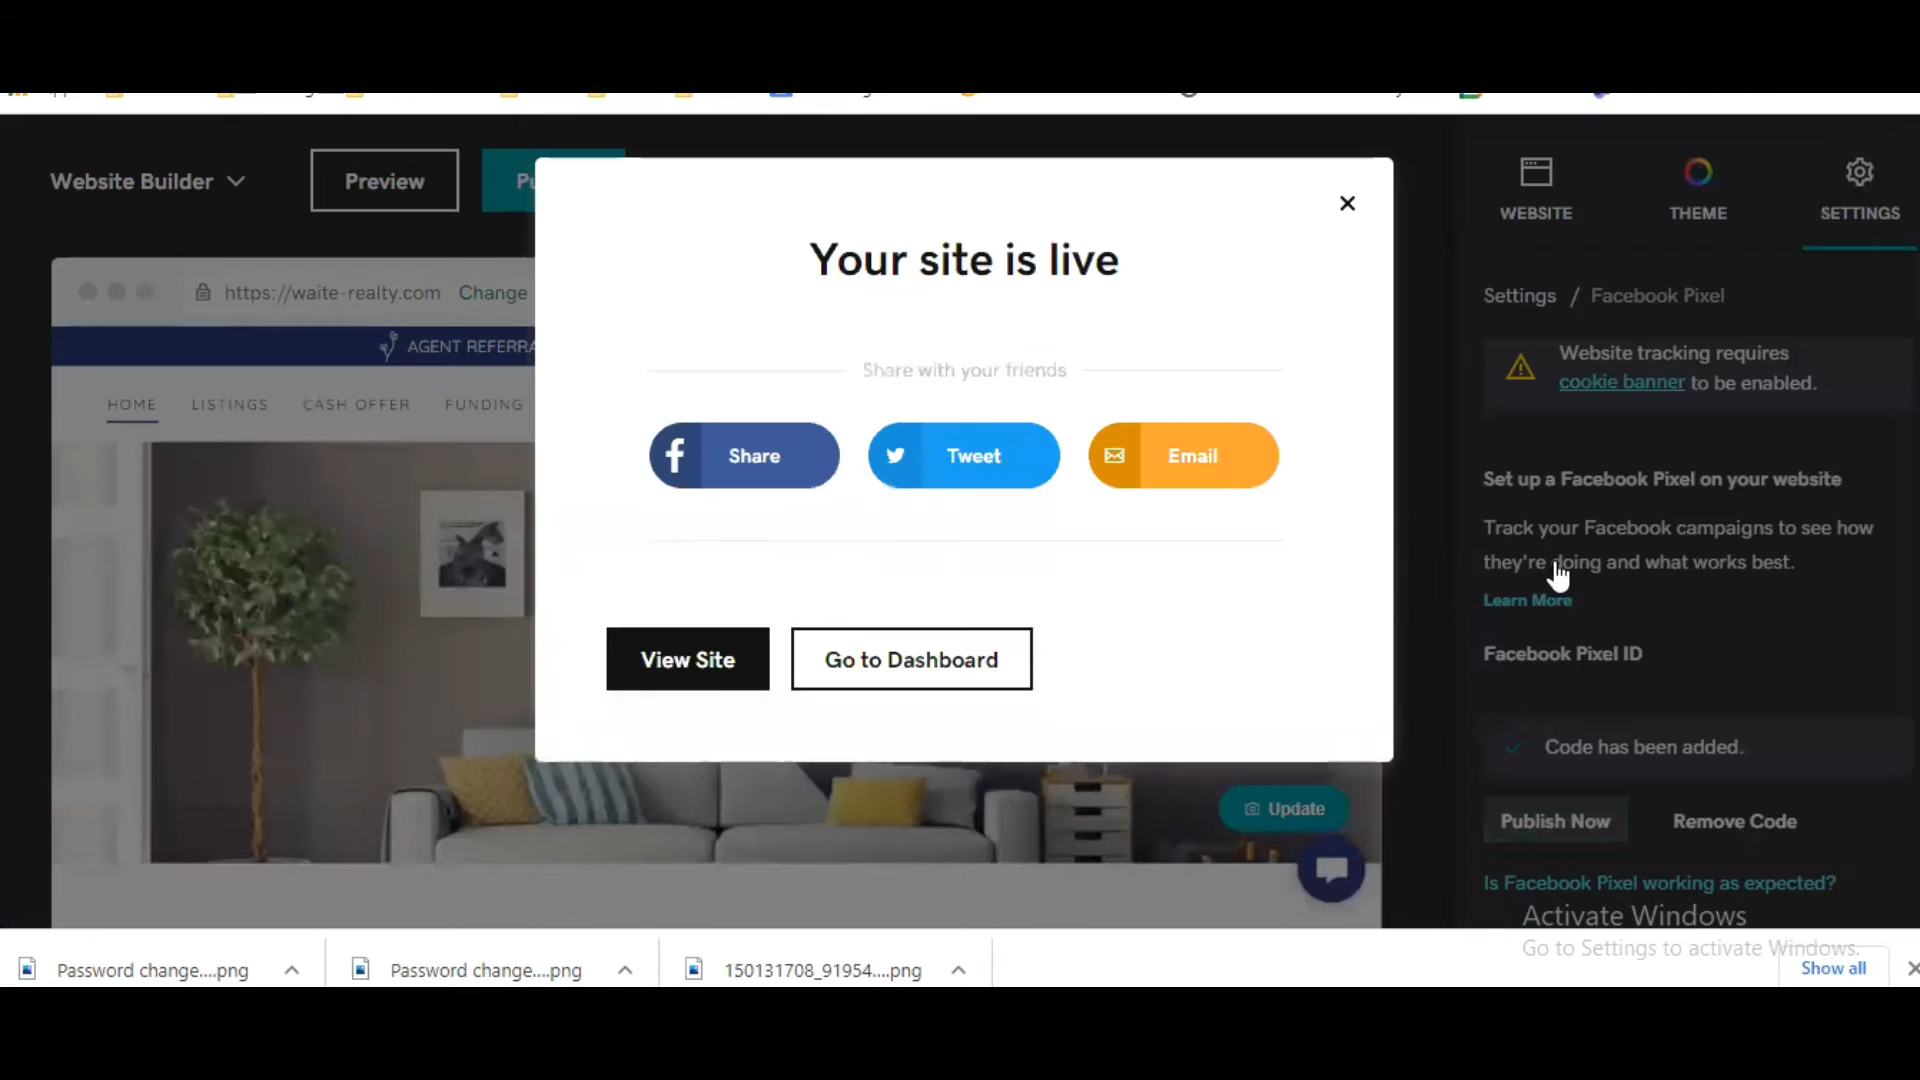 Website Builder
Preview
Pu
WEBSITE
THEME
SETTINGS
https://waite-realty.com Change
AGENT REFERRA
HOME LISTINGS CASH OFFER FUNDING
Your site is live
Share with your friends
Share
Tweet
Email
View Site
Go to Dashboard
Update
Settings / Facebook Pixel
Website tracking requires
cookie banner to be enabled.
Set up a Facebook Pixel on your website
Track your Facebook campaigns to see how
they're doing and what works best.
Learn More
Facebook Pixel ID
Code has been added.
Publish Now
Remove Code
Is Facebook Pixel working as expected?
Activate Windows
Go to Settings to activate Windows.
Password change....png
Password change....png
150131708_91954....png
Show all